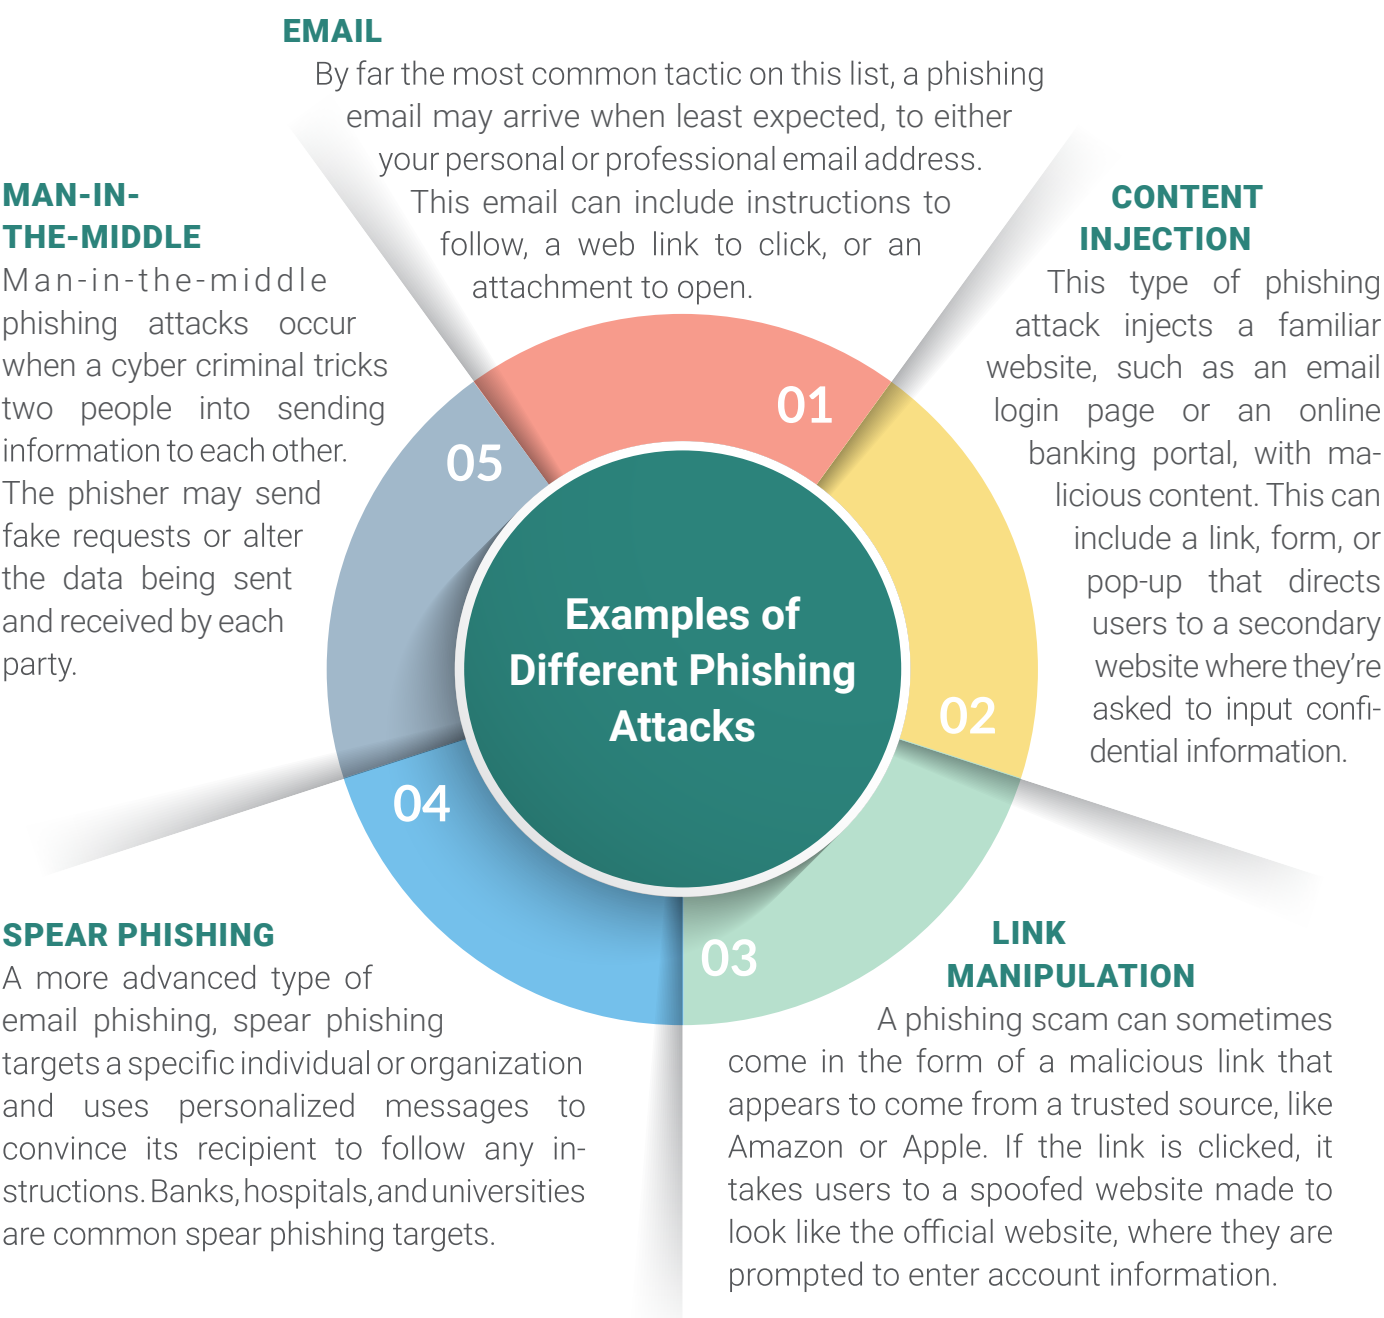 EMAIL
By far the most common tactic on this list, a phishing
email may arrive when least expected, to either
your personal or professional email address.
This email can include instructions to
follow, a web link to click, or an
attachment to open.
01
CONTENT
INJECTION
This type of phishing
attack injects a familiar
website, such as an email
login page or an online
banking portal, with ma-
licious content. This can
include a link, form, or
pop-up that directs
users to a secondary
website where they're
asked to input confi-
dential information.
02
LINK
MANIPULATION
A phishing scam can sometimes
come in the form of a malicious link that
appears to come from a trusted source, like
Amazon or Apple. If the link is clicked, it
takes users to a spoofed website made to
look like the official website, where they are
prompted to enter account information.
03
SPEAR PHISHING
A more advanced type of
email phishing, spear phishing
targets a specific individual or organization
and uses personalized messages to
convince its recipient to follow any in-
structions. Banks, hospitals, and universities
are common spear phishing targets.
04
MAN-IN-
THE-MIDDLE
Man-in-the-middle
phishing attacks occur
when a cyber criminal tricks
two people into sending
information to each other.
The phisher may send
fake requests or alter
the data being sent
and received by each
party.
05
Examples of
Different Phishing
Attacks